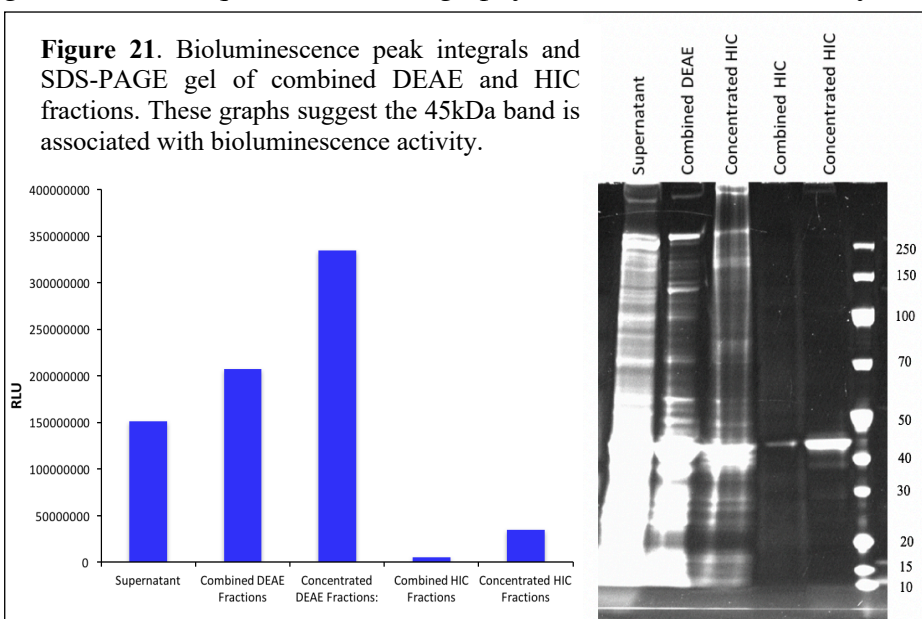 Figure 21. Bioluminescence peak integrals and
SDS-PAGE gel of combined DEAE and HIC
fractions. These graphs suggest the 45kDa band is
associated with bioluminescence activity.
Supernatant
Combined DEAE
Concentrated HIC
Combined HIC
Concentrated HIC
400000000
350000000
300000000
250000000
200000000
150000000
100000000
50000000
0
RLU
Supernatant
Combined DEAE
Fractions
Concentrated
DEAE Fractions:
Combined HIC
Fractions
Concentrated HIC
Fractions
250
150
100
70
50
40
30
20
15
10